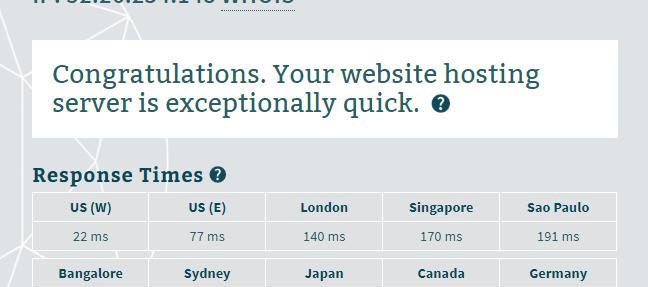 Congratulations. Your website hosting
server is exceptionally quick. ?
Response Times ?
US (W) US (E) London Singapore Sao Paulo
22 ms 77 ms 140 ms 170 ms 191 ms
Bangalore Sydney Japan Canada Germany